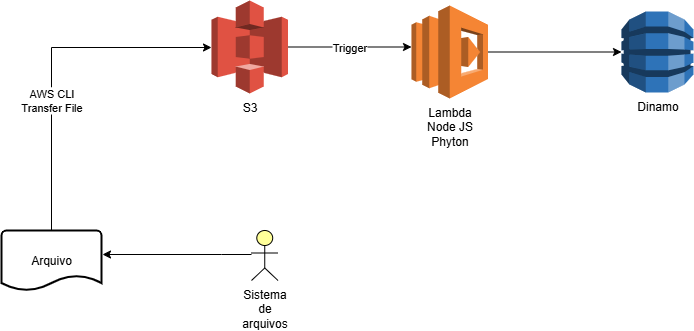 S3
Trigger
Lambda
Node JS
Phyton
Dinamo
AWS CLI
Transfer File
Arquivo
Sistema
de
arquivos